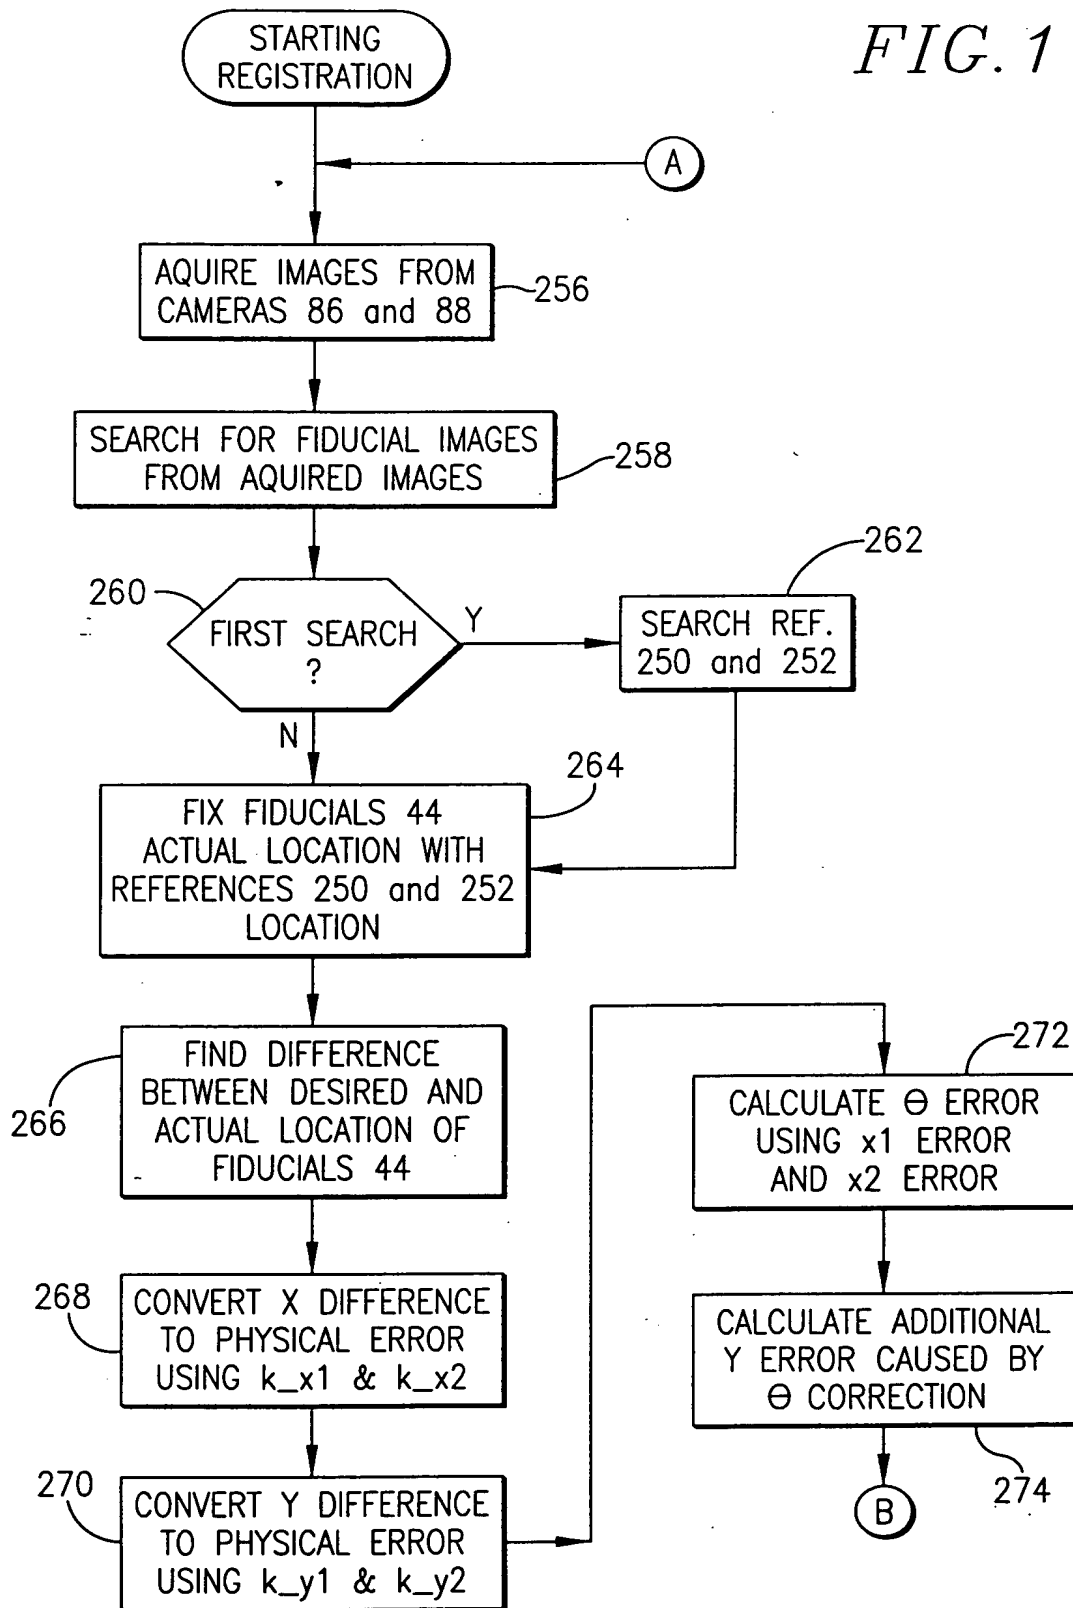 FIG. 1
STARTING
REGISTRATION
A
AQUIRE IMAGES FROM
CAMERAS 86 and 88
256
SEARCH FOR FIDUCIAL IMAGES
FROM AQUIRED IMAGES
258
260
FIRST SEARCH
?
Y
N
262
SEARCH REF.
250 and 252
264
FIX FIDUCIALS 44
ACTUAL LOCATION WITH
REFERENCES 250 and 252
LOCATION
266
FIND DIFFERENCE
BETWEEN DESIRED AND
ACTUAL LOCATION OF
FIDUCIALS 44
268
CONVERT X DIFFERENCE
TO PHYSICAL ERROR
USING k_x1 & k_x2
270
CONVERT Y DIFFERENCE
TO PHYSICAL ERROR
USING k_y1 & k_y2
272
CALCULATE Θ ERROR
USING x1 ERROR
AND x2 ERROR
CALCULATE ADDITIONAL
Y ERROR CAUSED BY
Θ CORRECTION
274
B